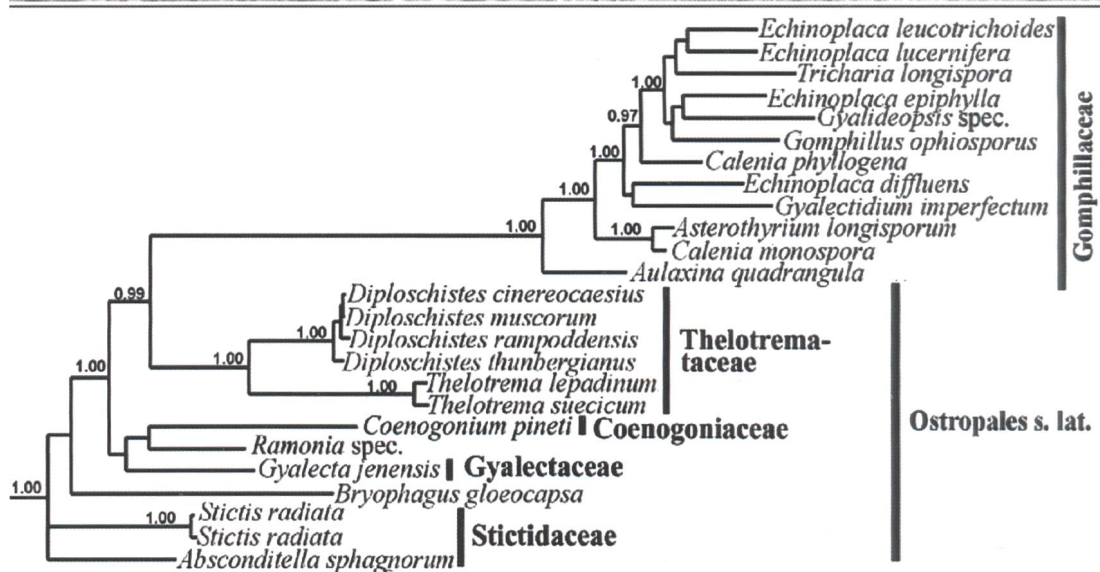 Echinoplaca leucotrichoides
Echinoplaca lucernifera
Tricharia longispora
1.00
Echinoplaca epiphylla
Gyalideopsis spec.
0.97
Gomphillus ophiosporus
1.00
Calenia phyllogena
Echinoplaca diffluens
1.00
Gyalectidium imperfectum
1.00
1.00
Asterothyrium longisporum
Calenia monospora
Aulaxina quadrangula
Gomphillaceae
0.99
Diploschistes cinereocaesius
Diploschistes muscorum
1.00
Diploschistes rampoddensis
1.00
Diploschistes thunbergianus
1.00
Thelotrema lepadinum
Thelotrema suecicum
Thelotrema-
taceae
1.00
Coenogonium pineti
Coenogoniaceae
Ramonia spec.
Gyalecta jenensis
Gyalectaceae
Bryophagus gloeocapsa
1.00
1.00
Stictis radiata
Stictis radiata
Absconditella sphagnorum
Stictidaceae
Ostropales s. lat.